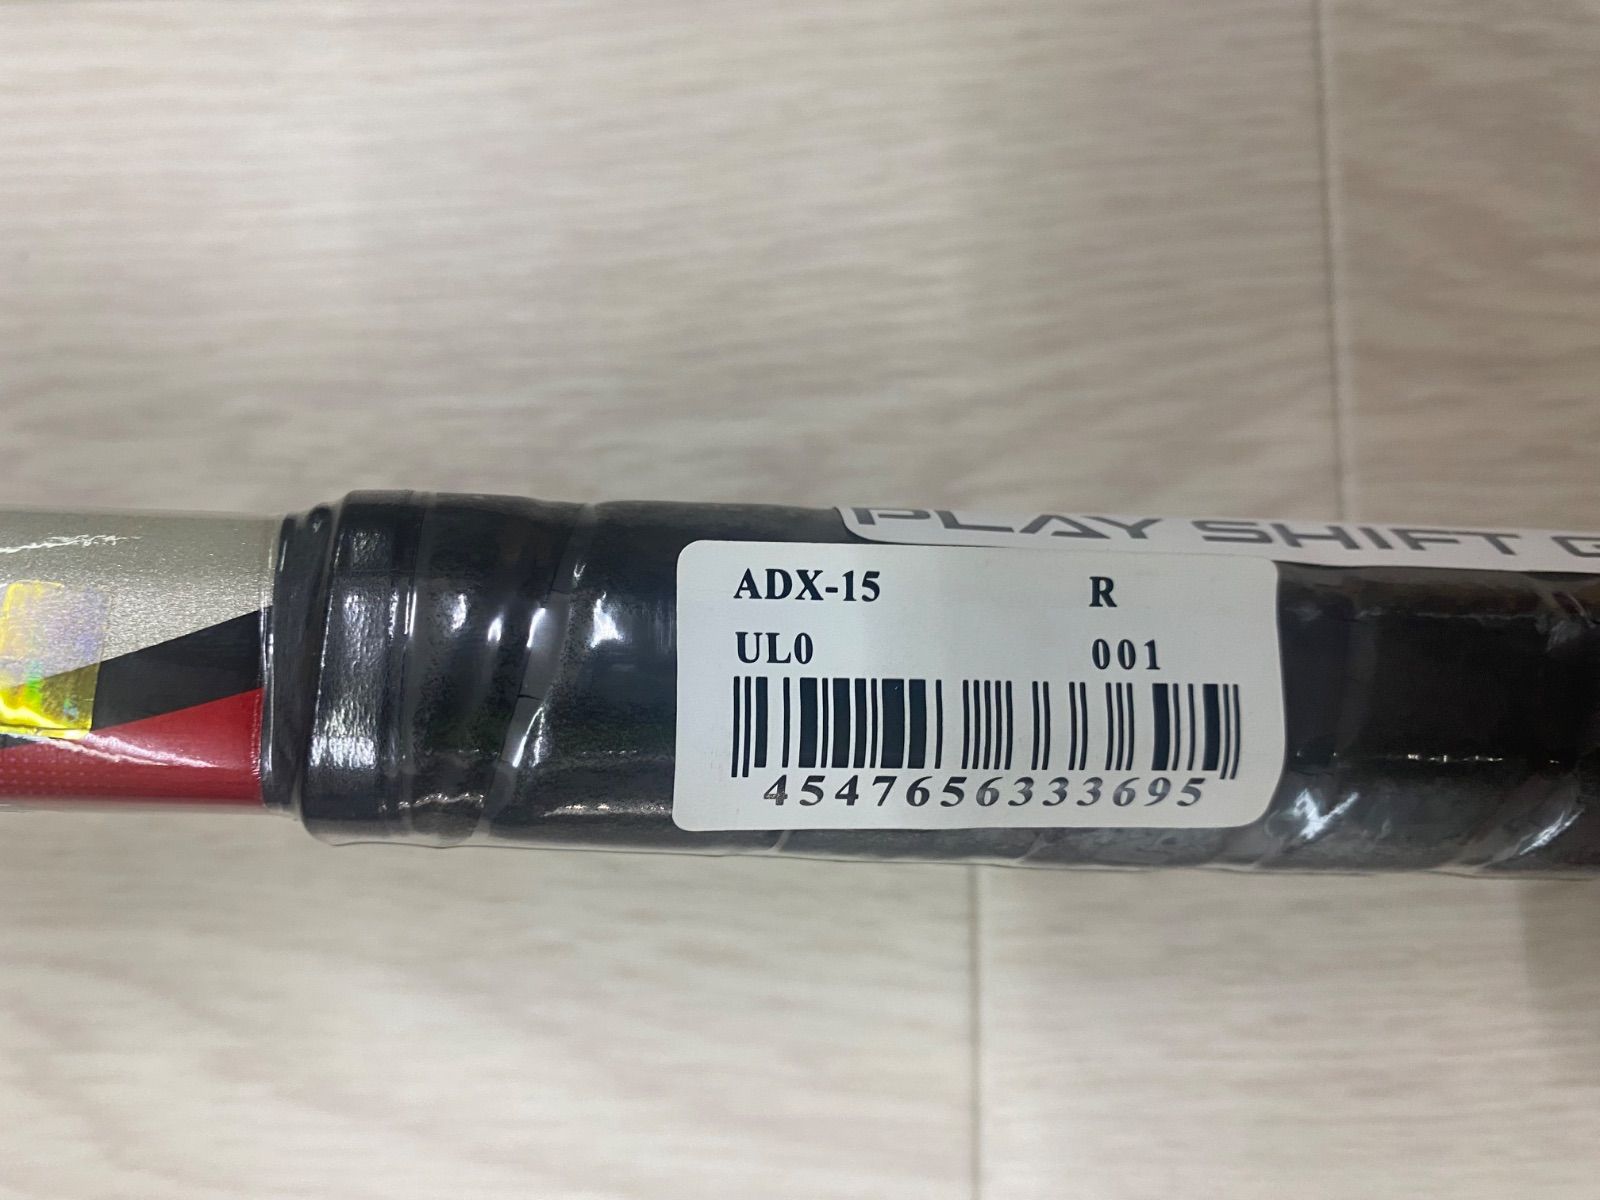 PLAY SHIFT
ADX-15 R
UL0 001
4547656333695